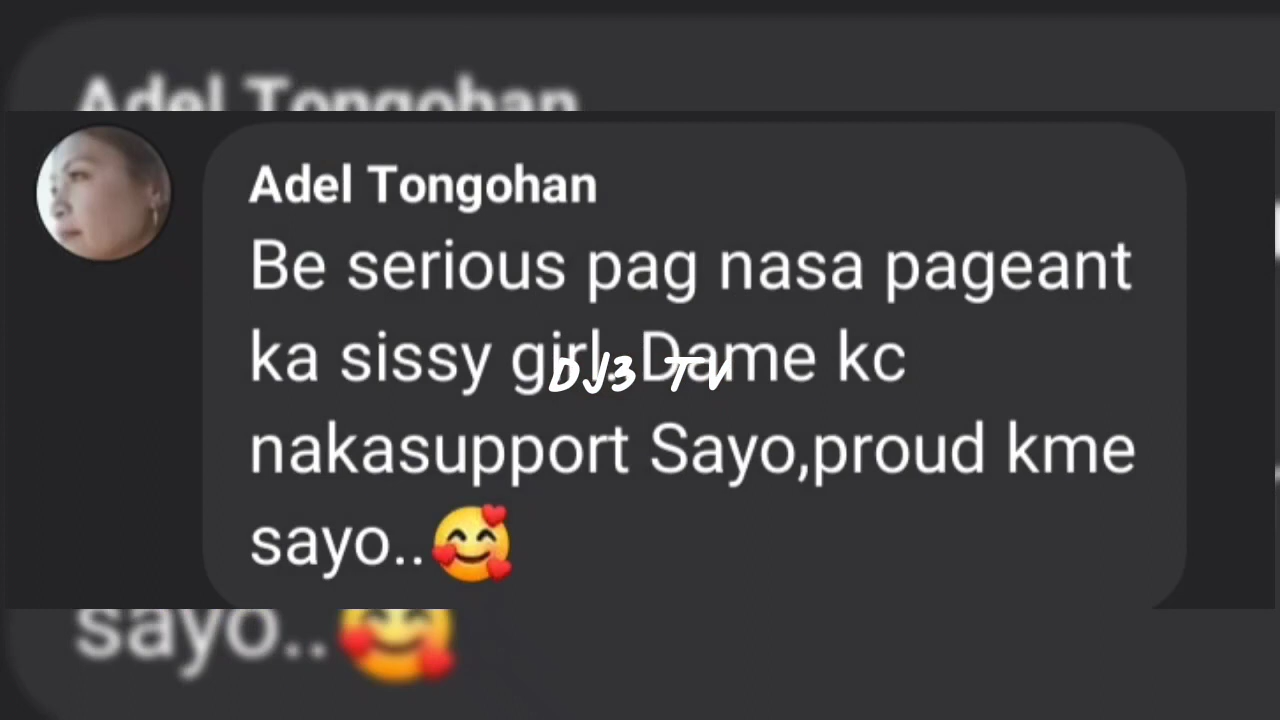 Adel Tongohan
Adel Tongohan
Be serious pag nasa pageant
ka sissy girl. Dame kc
DJ3 TV
nakasupport Sayo,proud kme
sayo..🥰
sayo..🥰